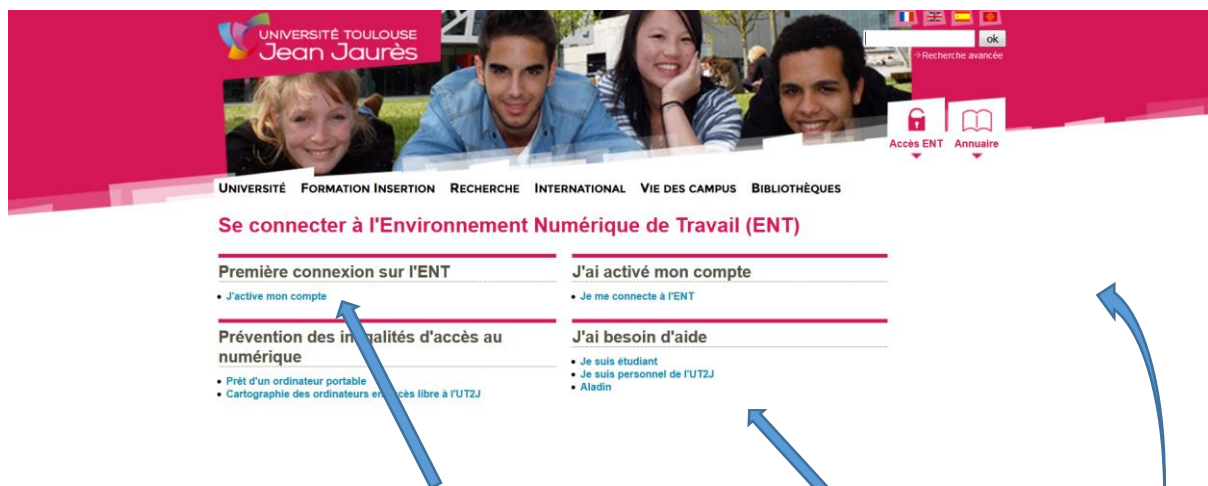 UNIVERSITÉ TOULOUSE
Jean Jaurès
ok
Recherche avancée
Accès ENT
Annuaire
UNIVERSITÉ FORMATION INSERTION RECHERCHE INTERNATIONAL VIE DES CAMPUS BIBLIOTHÈQUES
Se connecter à l'Environnement Numérique de Travail (ENT)
Première connexion sur l'ENT
• J'active mon compte
J'ai activé mon compte
• Je me connecte à l'ENT
Prévention des inégalités d'accès au
numérique
• Prêt d'un ordinateur portable
• Cartographie des ordinateurs en accès libre à l'UT2J
J'ai besoin d'aide
• Je suis étudiant
• Je suis personnel de l'UT2J
• Aladin